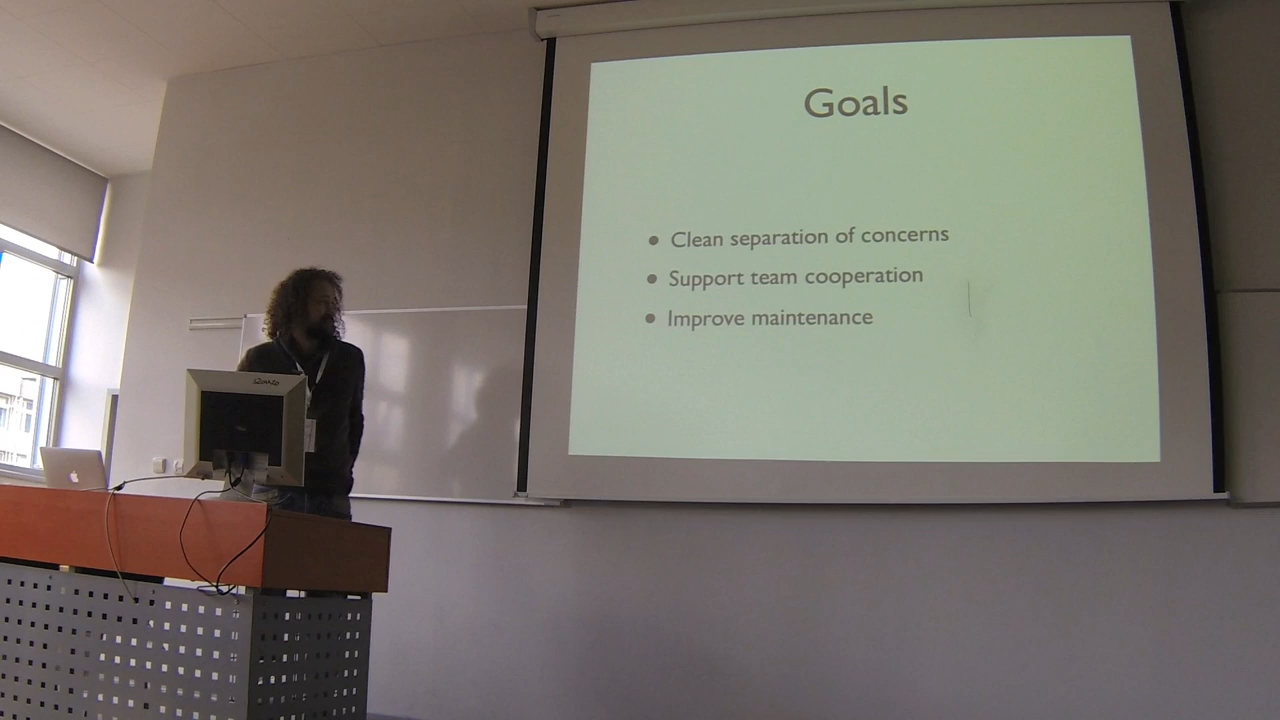 Goals
• Clean separation of concerns
• Support team cooperation
• Improve maintenance